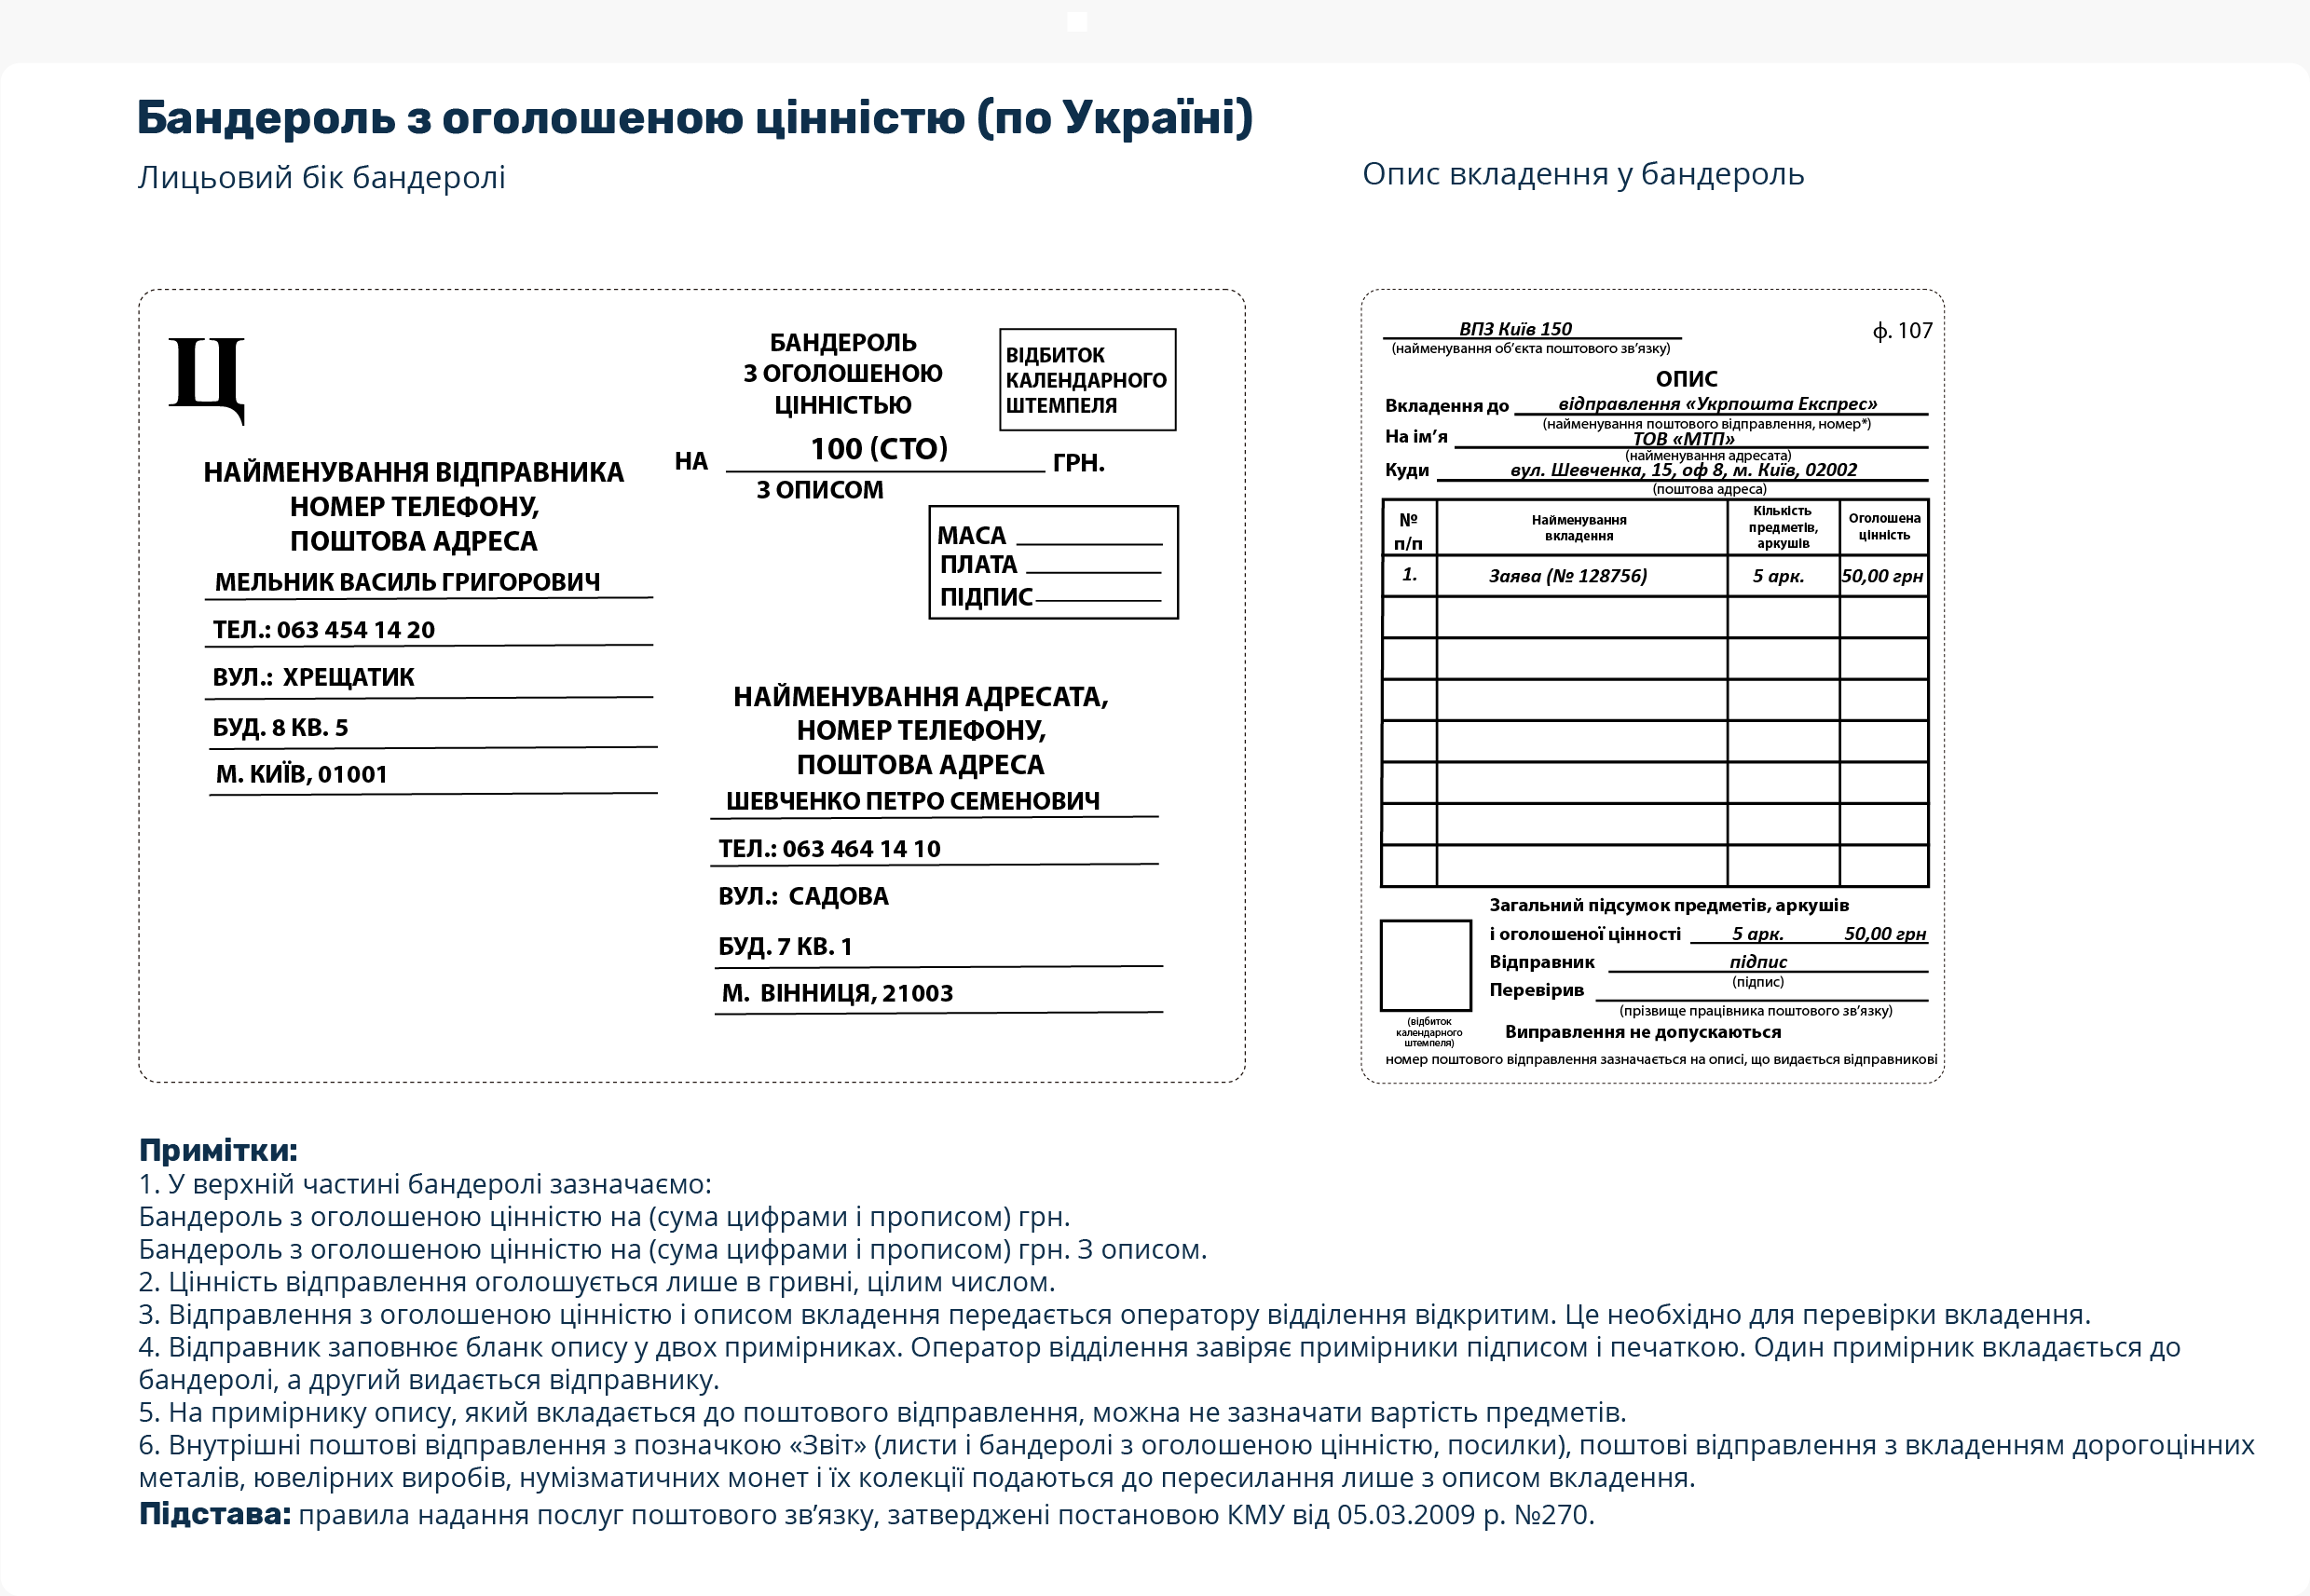 Бандероль з оголошеною цінністю (по Україні)
Лицьовий бік бандеролі
Ц
БАНДЕРОЛЬ
З ОГОЛОШЕНОЮ
ЦІННІСТЮ
НА 100 (СТО) ГРН.
З ОПИСОМ
ВІДБИТОК
КАЛЕНДАРНОГО
ШТЕМПЕЛЯ
НАЙМЕНУВАННЯ ВІДПРАВНИКА
НОМЕР ТЕЛЕФОНУ,
ПОШТОВА АДРЕСА
МЕЛЬНИК ВАСИЛЬ ГРИГОРОВИЧ
ТЕЛ.: 063 454 14 20
ВУЛ.: ХРЕЩАТИК
БУД. 8 КВ. 5
М. КИЇВ, 01001
МАСА
ПЛАТА
ПІДПИС
НАЙМЕНУВАННЯ АДРЕСАТА,
НОМЕР ТЕЛЕФОНУ,
ПОШТОВА АДРЕСА
ШЕВЧЕНКО ПЕТРО СЕМЕНОВИЧ
ТЕЛ.: 063 464 14 10
ВУЛ.: САДОВА
БУД. 7 КВ. 1
М. ВІННИЦЯ, 21003
Опис вкладення у бандероль
ВПЗ Київ 150
ф. 107
(найменування об’єкта поштового зв’язку)
ОПИС
Вкладення до відправлення «Укрпошта Експрес»
(найменування поштового відправлення, номер*)
На ім’я ТОВ «МТП»
(найменування адресата)
Куди вул. Шевченка, 15, оф 8, м. Київ, 02002
(поштова адреса)
№
п/п
Найменування
вкладення
Кількість
предметів,
аркушів
Оголошена
цінність
1. Заява (№ 128756) 5 арк. 50,00 грн
Загальний підсумок предметів, аркушів
і оголошеної цінності 5 арк. 50,00 грн
Відправник підпис
(підпис)
Перевірив
(прізвище працівника поштового зв’язку)
(відбиток
календарного
штемпеля)
Виправлення не допускаються
номер поштового відправлення зазначається на описі, що видається відправникові
Примітки:
1. У верхній частині бандеролі зазначаємо:
Бандероль з оголошеною цінністю на (сума цифрами і прописом) грн.
Бандероль з оголошеною цінністю на (сума цифрами і прописом) грн. З описом.
2. Цінність відправлення оголошується лише в гривні, цілим числом.
3. Відправлення з оголошеною цінністю і описом вкладення передається оператору відділення відкритим. Це необхідно для перевірки вкладення.
4. Відправник заповнює бланк опису у двох примірниках. Оператор відділення завіряє примірники підписом і печаткою. Один примірник вкладається до
бандеролі, а другий видається відправнику.
5. На примірнику опису, який вкладається до поштового відправлення, можна не зазначати вартість предметів.
6. Внутрішні поштові відправлення з позначкою «Звіт» (листи і бандеролі з оголошеною цінністю, посилки), поштові відправлення з вкладенням дорогоцінних
металів, ювелірних виробів, нумізматичних монет і їх колекції подаються до пересилання лише з описом вкладення.
Підстава: правила надання послуг поштового зв’язку, затверджені постановою КМУ від 05.03.2009 р. №270.